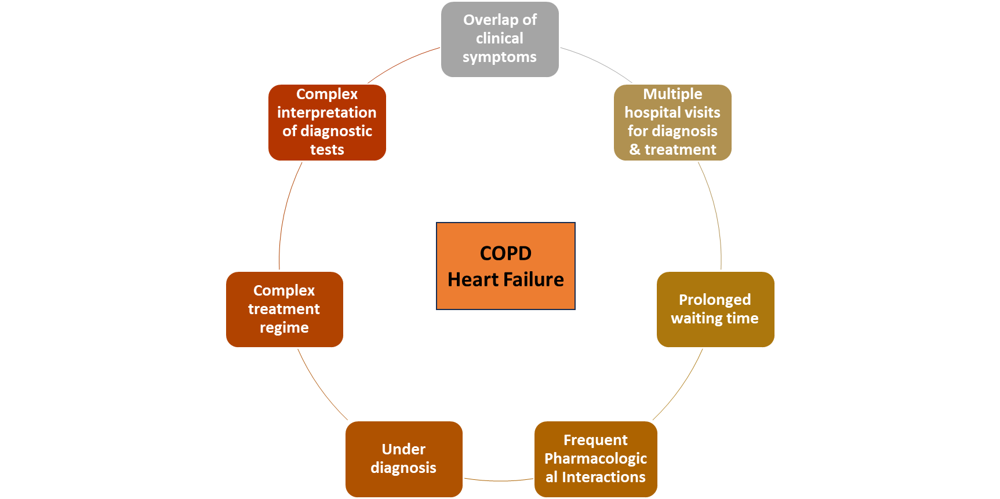 Overlap of
clinical
symptoms
Multiple
hospital visits
for diagnosis
& treatment
Prolonged
waiting time
Frequent
Pharmacologic
al Interactions
Under
diagnosis
Complex
treatment
regime
Complex
interpretation
of diagnostic
tests
COPD
Heart Failure